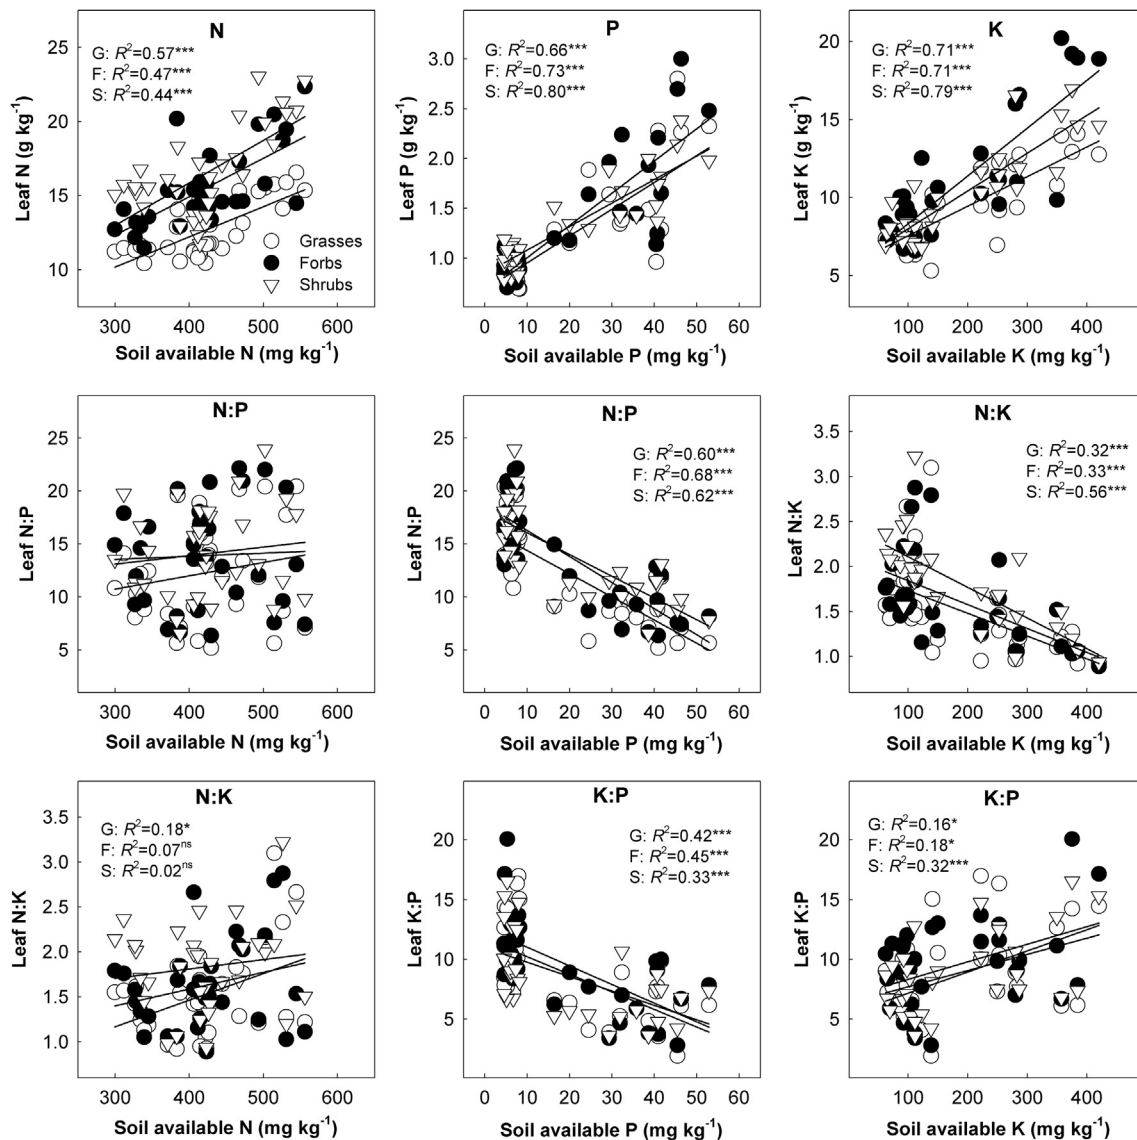 N
G: R²=0.57***
F: R²=0.47***
S: R²=0.44***
25
20
15
10
Leaf N (g kg⁻¹)
Grasses
Forbs
Shrubs
300 400 500 600
Soil available N (mg kg⁻¹)
P
G: R²=0.66***
F: R²=0.73***
S: R²=0.80***
3.0
2.5
2.0
1.5
1.0
Leaf P (g kg⁻¹)
0 10 20 30 40 50 60
Soil available P (mg kg⁻¹)
K
G: R²=0.71***
F: R²=0.71***
S: R²=0.79***
20
15
10
5
Leaf K (g kg⁻¹)
100 200 300 400
Soil available K (mg kg⁻¹)
N:P
25
20
15
10
5
Leaf N:P
300 400 500 600
Soil available N (mg kg⁻¹)
N:P
G: R²=0.60***
F: R²=0.68***
S: R²=0.62***
25
20
15
10
5
Leaf N:P
0 10 20 30 40 50 60
Soil available P (mg kg⁻¹)
N:K
G: R²=0.32***
F: R²=0.33***
S: R²=0.56***
3.5
3.0
2.5
2.0
1.5
1.0
Leaf N:K
100 200 300 400
Soil available K (mg kg⁻¹)
N:K
G: R²=0.18*
F: R²=0.07ns
S: R²=0.02ns
3.5
3.0
2.5
2.0
1.5
1.0
Leaf N:K
300 400 500 600
Soil available N (mg kg⁻¹)
K:P
G: R²=0.42***
F: R²=0.45***
S: R²=0.33***
20
15
10
5
Leaf K:P
0 10 20 30 40 50 60
Soil available P (mg kg⁻¹)
K:P
G: R²=0.16*
F: R²=0.18*
S: R²=0.32***
20
15
10
5
Leaf K:P
100 200 300 400
Soil available K (mg kg⁻¹)